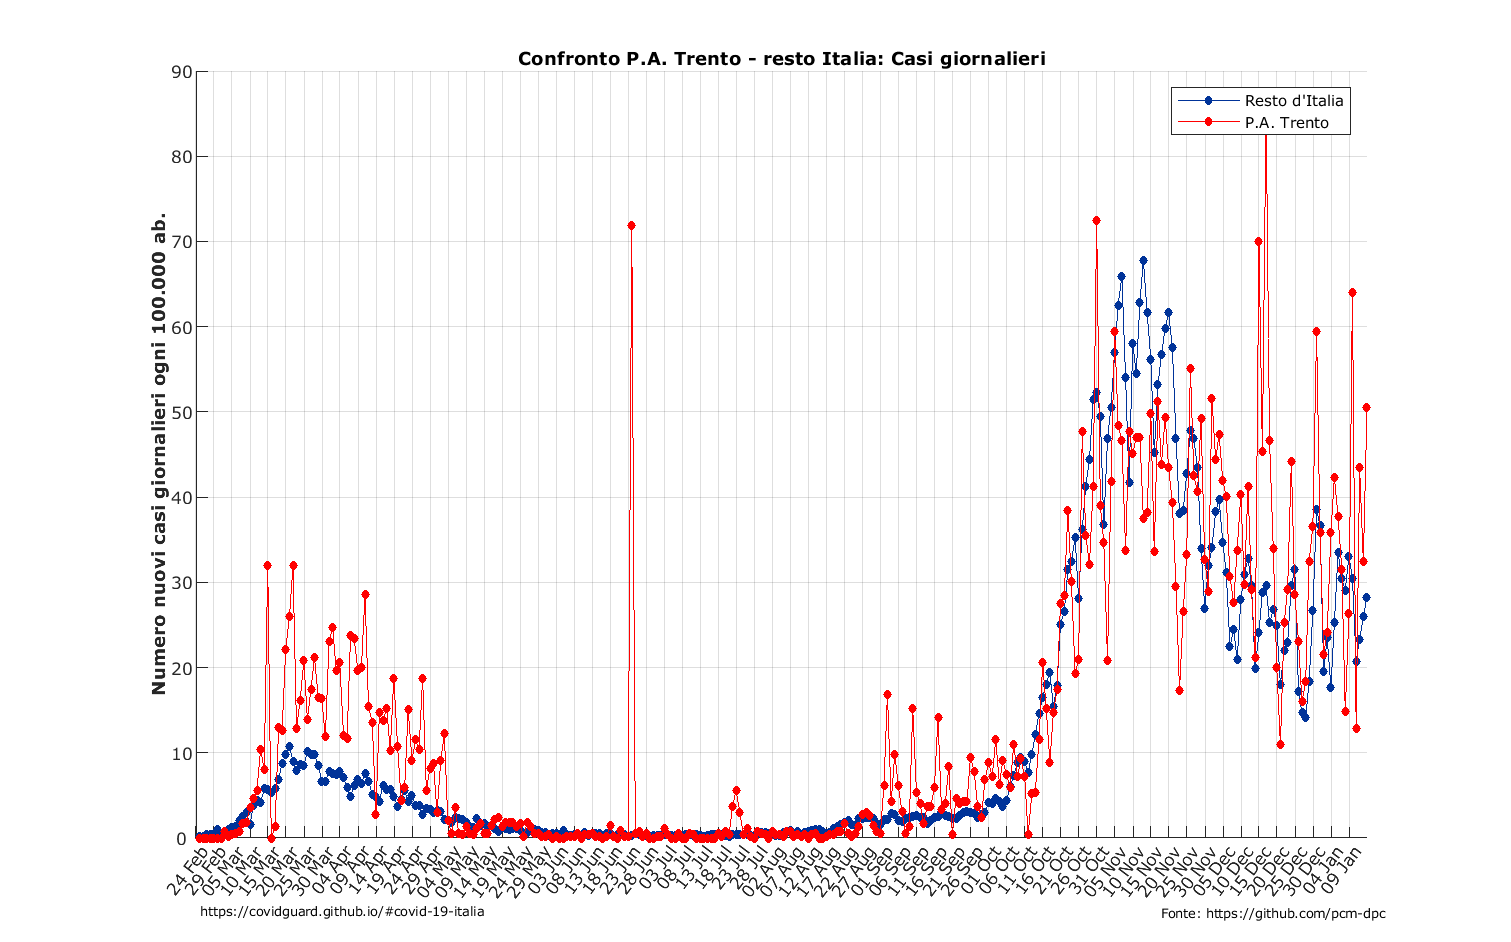 Confronto P.A. Trento - resto Italia: Casi giornalieri
Resto d'Italia
P.A. Trento
Numero nuovi casi giornalieri ogni 100.000 ab.
90
80
70
60
50
40
30
20
10
0
24 Feb
29 Feb
05 Mar
10 Mar
15 Mar
20 Mar
25 Mar
30 Mar
04 Apr
09 Apr
14 Apr
19 Apr
24 Apr
29 Apr
04 May
09 May
14 May
19 May
24 May
29 May
03 Jun
08 Jun
13 Jun
18 Jun
23 Jun
28 Jun
03 Jul
08 Jul
13 Jul
18 Jul
23 Jul
28 Jul
02 Aug
07 Aug
12 Aug
17 Aug
22 Aug
27 Aug
01 Sep
06 Sep
11 Sep
16 Sep
21 Sep
26 Sep
01 Oct
06 Oct
11 Oct
16 Oct
21 Oct
26 Oct
31 Oct
05 Nov
10 Nov
15 Nov
20 Nov
25 Nov
30 Nov
05 Dec
10 Dec
15 Dec
20 Dec
25 Dec
30 Dec
04 Jan
09 Jan
https://covidguard.github.io/#covid-19-italia
Fonte: https://github.com/pcm-dpc